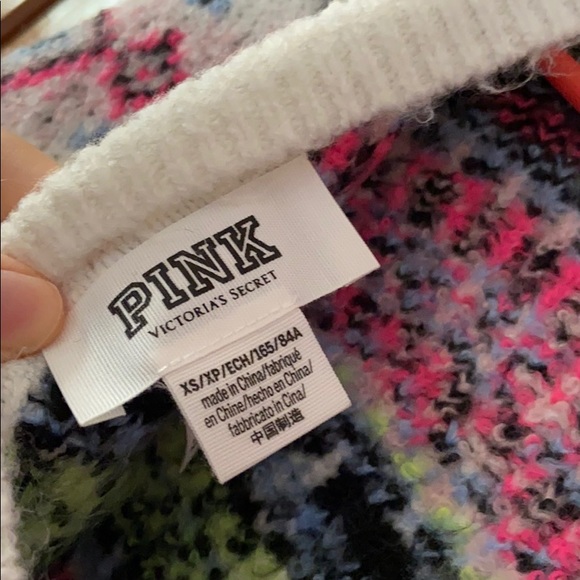 PINK
VICTORIA'S SECRET
XS/XP/ECH/165/84A
made in China/fabriqué
en Chine/hecho en China/
fabbricato in Cina/
中国制造